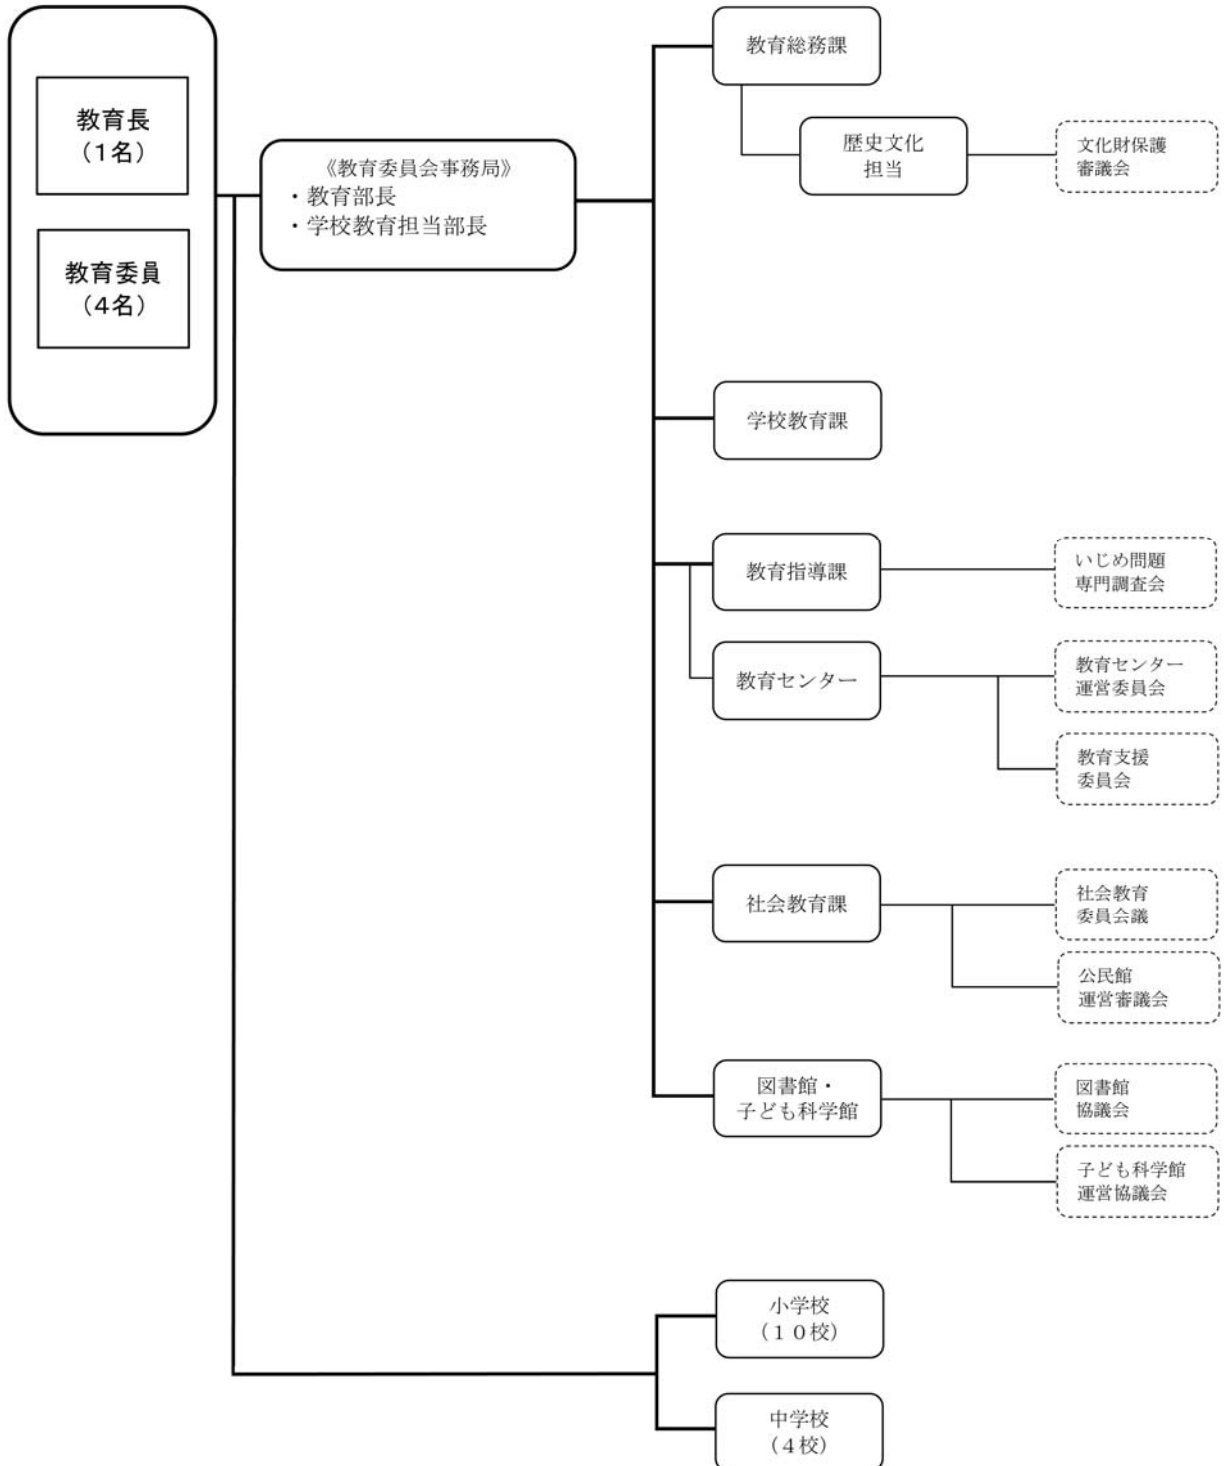 教育長
（１名）
教育委員
（４名）
《教育委員会事務局》
・教育部長
・学校教育担当部長
教育総務課
歴史文化
担当
文化財保護
審議会
学校教育課
教育指導課
いじめ問題
専門調査会
教育センター
教育センター
運営委員会
教育支援
委員会
社会教育課
社会教育
委員会議
公民館
運営審議会
図書館・
子ども科学館
図書館
協議会
子ども科学館
運営協議会
小学校
（１０校）
中学校
（４校）